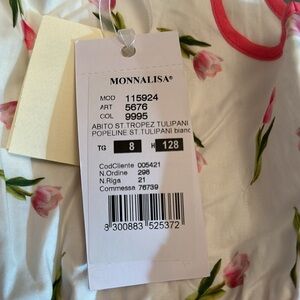 MONNALISA®
MOD 115924
ART 5676
COL 9995
ABITO ST.TROPEZ TULIPANI
POPELINE ST.TULIPANI bianc
TG 8 H 128
CodCliente 005421
N.Ordine 298
N.Riga 21
Commessa 76739
8 300883 525372